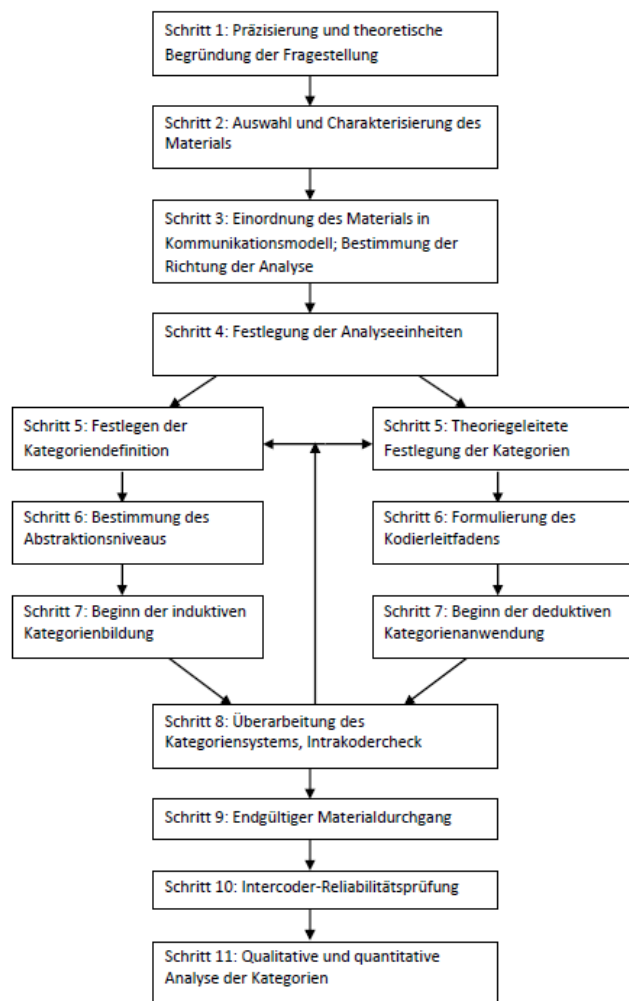 Schritt 1: Präzisierung und theoretische
Begründung der Fragestellung
Schritt 2: Auswahl und Charakterisierung des
Materials
Schritt 3: Einordnung des Materials in
Kommunikationsmodell; Bestimmung der
Richtung der Analyse
Schritt 4: Festlegung der Analyseeinheiten
Schritt 5: Festlegen der
Kategoriendefinition
Schritt 5: Theoriegeleitete
Festlegung der Kategorien
Schritt 6: Bestimmung des
Abstraktionsniveaus
Schritt 6: Formulierung des
Kodierleitfadens
Schritt 7: Beginn der induktiven
Kategorienbildung
Schritt 7: Beginn der deduktiven
Kategorienanwendung
Schritt 8: Überarbeitung des
Kategoriensystems, Intrakodercheck
Schritt 9: Endgültiger Materialdurchgang
Schritt 10: Intercoder-Reliabilitätsprüfung
Schritt 11: Qualitative und quantitative
Analyse der Kategorien